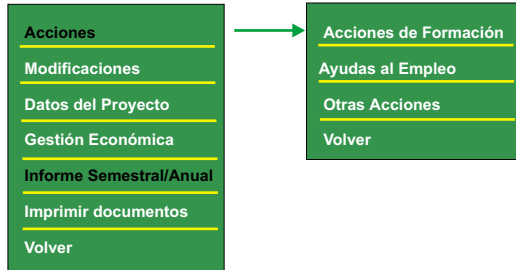 Acciones
Modificaciones
Datos del Proyecto
Gestión Económica
Informe Semestral/Anual
Imprimir documentos
Volver
Acciones de Formación
Ayudas al Empleo
Otras Acciones
Volver